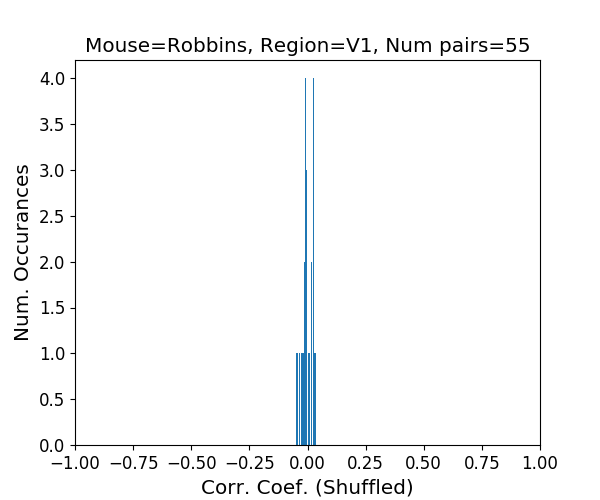 Mouse=Robbins, Region=V1, Num pairs=55
4.0
3.5
3.0
2.5
2.0
1.5
1.0
0.5
0.0
Num. Occurances
−1.00 −0.75 −0.50 −0.25 0.00 0.25 0.50 0.75 1.00
Corr. Coef. (Shuffled)